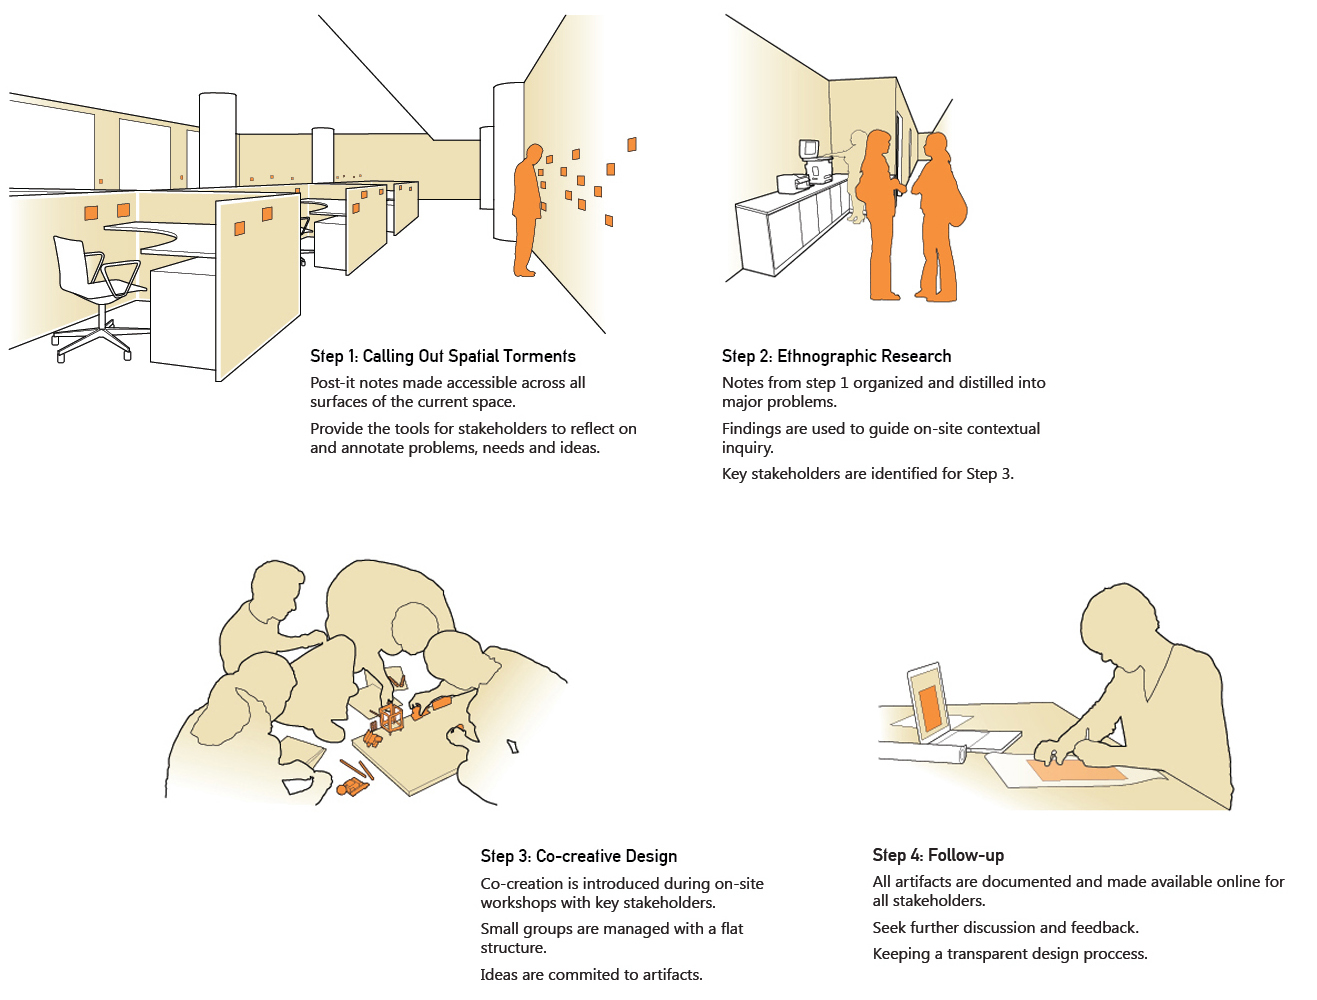 Step 1: Calling Out Spatial Torments
Post-it notes made accessible across all
surfaces of the current space.
Provide the tools for stakeholders to reflect on
and annotate problems, needs and ideas.
Step 2: Ethnographic Research
Notes from step 1 organized and distilled into
major problems.
Findings are used to guide on-site contextual
inquiry.
Key stakeholders are identified for Step 3.
Step 3: Co-creative Design
Co-creation is introduced during on-site
workshops with key stakeholders.
Small groups are managed with a flat
structure.
Ideas are commited to artifacts.
Step 4: Follow-up
All artifacts are documented and made available online for
all stakeholders.
Seek further discussion and feedback.
Keeping a transparent design proccess.